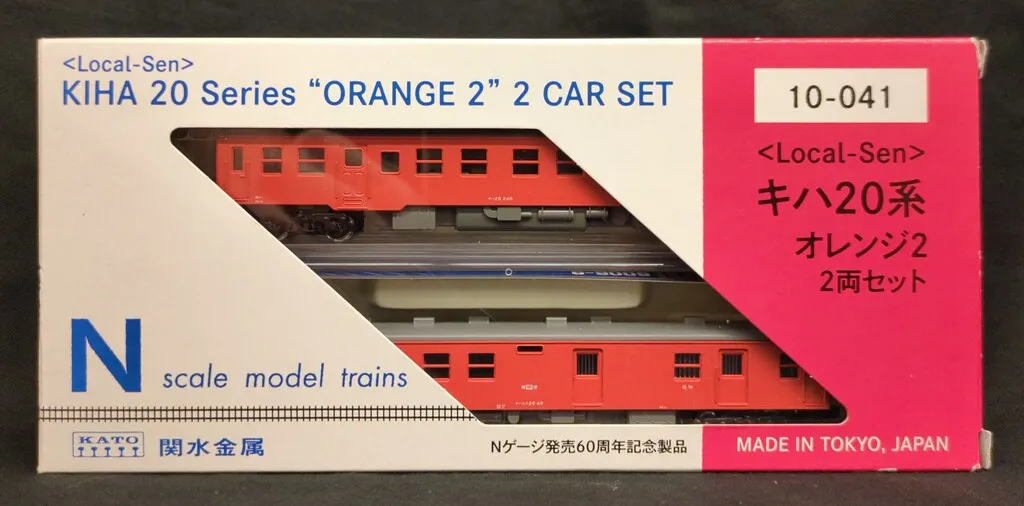 <Local-Sen>
KIHA 20 Series “ORANGE 2” 2 CAR SET
10-041
<Local-Sen>
キハ20系
オレンジ2
2両セット
N
scale model trains
KATO
関水金属
Nゲージ発売60周年記念製品
MADE IN TOKYO, JAPAN